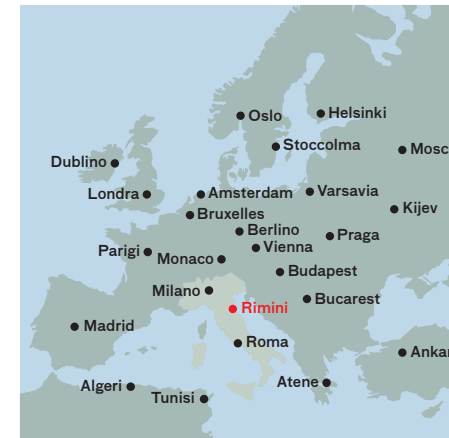 Oslo
Helsinki
Stoccolma
Mosc
Dublino
Londra
Amsterdam
Varsavia
Bruxelles
Kijev
Berlino
Praga
Parigi
Vienna
Monaco
Budapest
Milano
Bucarest
Rimini
Madrid
Roma
Ankar
Algeri
Atene
Tunisi